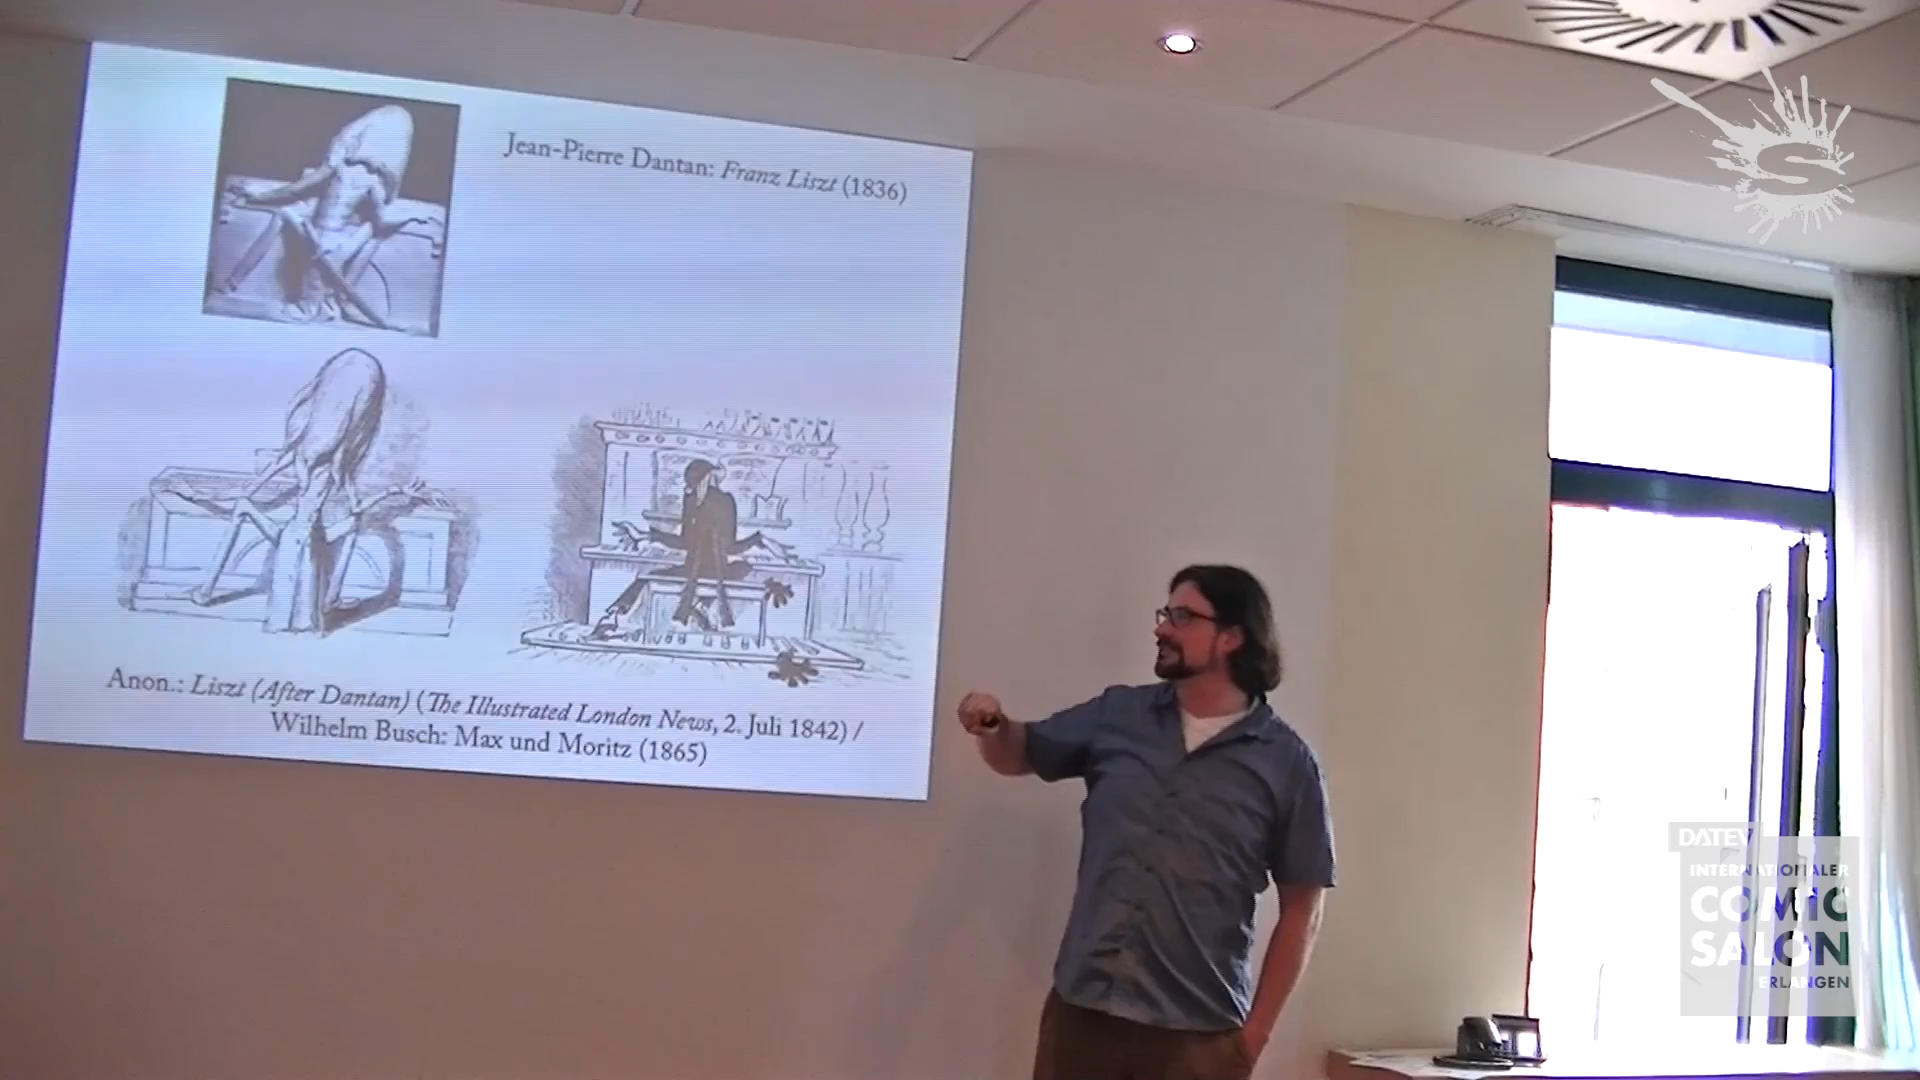 Jean-Pierre Dantan: Franz Liszt (1836)
Anon.: Liszt (After Dantan) (The Illustrated London News, 2. Juli 1842) /
Wilhelm Busch: Max und Moritz (1865)
DATEV
INTERNATIONALER
COMIC
SALON
ERLANGEN